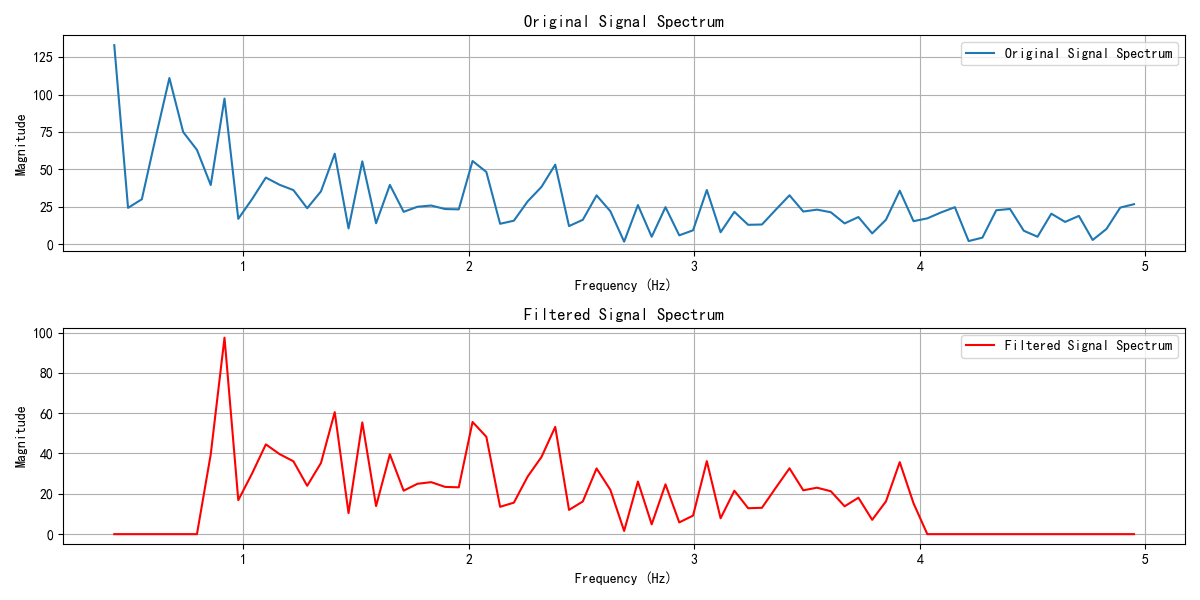 Original Signal Spectrum
Original Signal Spectrum
125
100
75
50
25
0
Magnitude
1 2 3 4 5
Frequency (Hz)
Filtered Signal Spectrum
Filtered Signal Spectrum
100
80
60
40
20
0
Magnitude
1 2 3 4 5
Frequency (Hz)